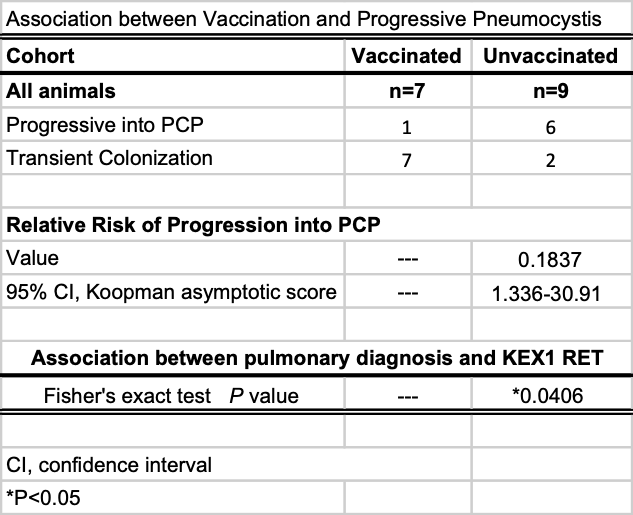 Association between Vaccination and Progressive Pneumocystis
Cohort Vaccinated Unvaccinated
All animals n=7 n=9
Progressive into PCP 1 6
Transient Colonization 7 2
Relative Risk of Progression into PCP
Value --- 0.1837
95% CI, Koopman asymptotic score --- 1.336-30.91
Association between pulmonary diagnosis and KEX1 RET
Fisher's exact test P value --- *0.0406
CI, confidence interval
*P<0.05